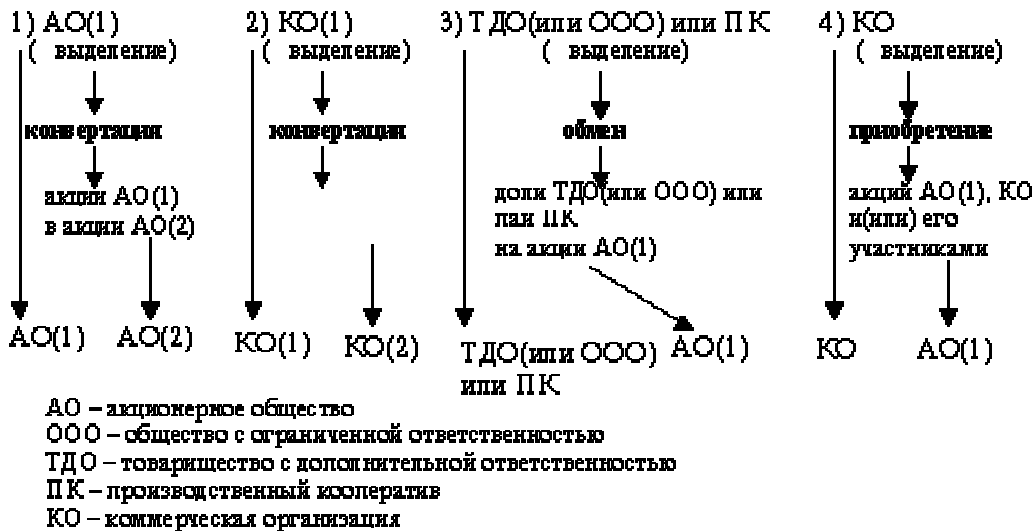 1) АО(1) 2) КО(1) 3) ТДО(или ООО) или ПК 4) КО
( выделение) ( выделение) ( выделение) ( выделение)
конвертация конвертация обмен приобретение
акции АО(1)
в акции АО(2)
доли ТДО(или ООО) или
паи ПК
на акции АО(1)
акций АО(1), КО
и(или) его
участниками
АО(1) АО(2) КО(1) КО(2) ТДО(или ООО)
или ПК
АО(1) КО АО(1)
АО – акционерное общество
ООО – общество с ограниченной ответственностью
ТДО – товарищество с дополнительной ответственностью
ПК – производственный кооператив
КО – коммерческая организация